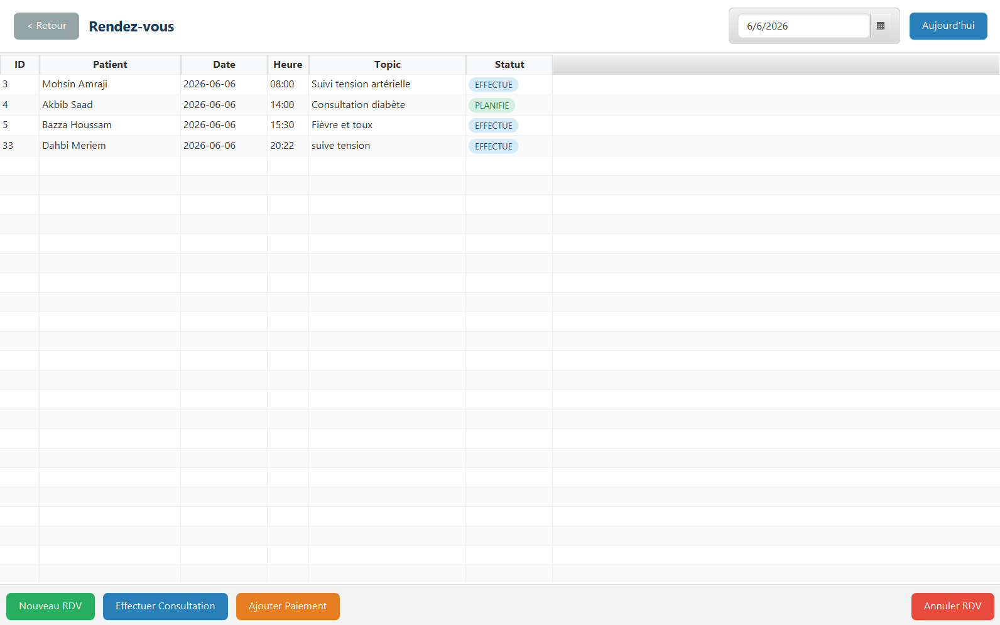 < Retour Rendez-vous 6/6/2026 Aujourd'hui
ID Patient Date Heure Topic Statut
3 Mohsin Amraji 2026-06-06 08:00 Suivi tension artérielle EFFECTUE
4 Akbib Saad 2026-06-06 14:00 Consultation diabète PLANIFIE
5 Bazza Houssam 2026-06-06 15:30 Fièvre et toux EFFECTUE
33 Dahbi Meriem 2026-06-06 20:22 suive tension EFFECTUE
Nouveau RDV Effectuer Consultation Ajouter Paiement Annuler RDV